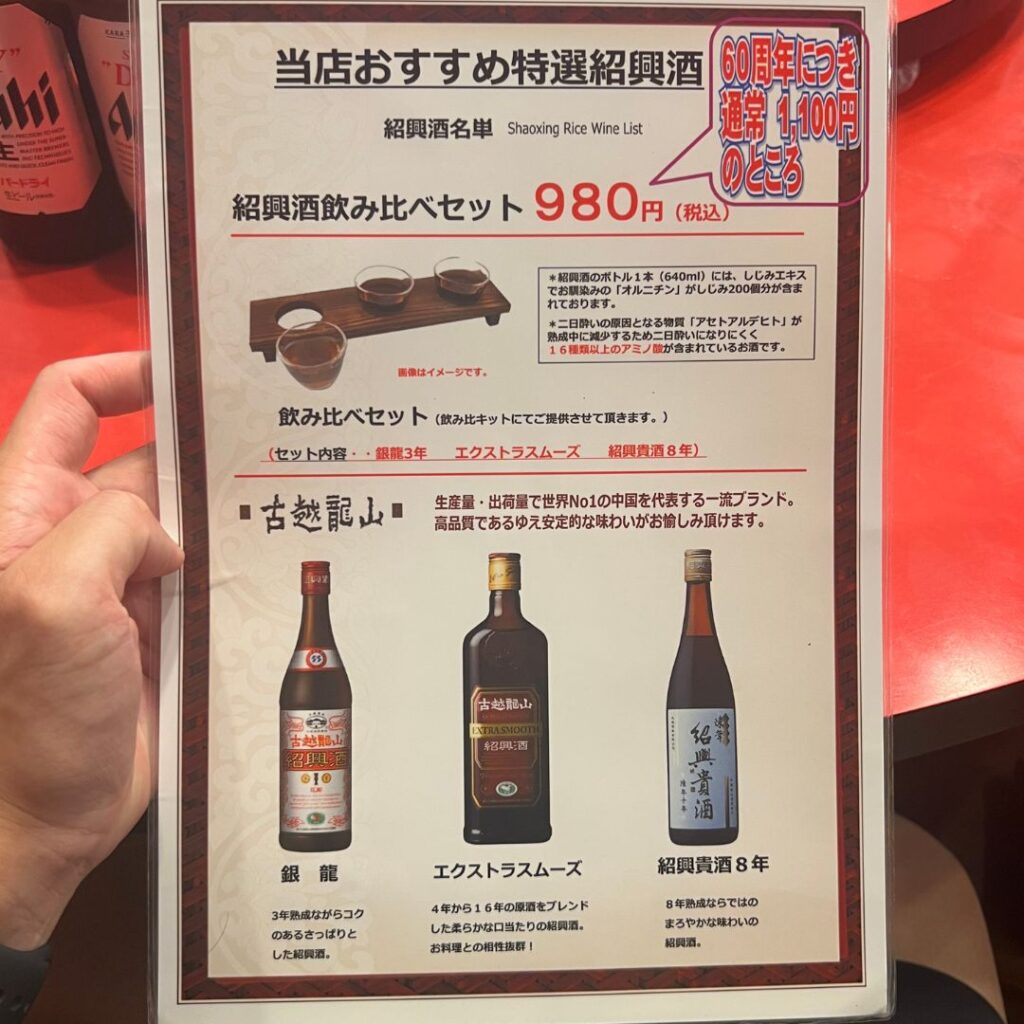 当店おすすめ特選紹興酒
60周年につき
通常 1,100円
のところ
紹興酒名単 Shaoxing Rice Wine List
紹興酒飲み比べセット 980円（税込）
＊紹興酒のボトル１本（640ml）には、しじみエキス
でお馴染みの「オルニチン」がしじみ200個分が含ま
れております。
＊二日酔いの原因となる物質「アセトアルデヒト」が
熟成中に減少するため二日酔いになりにくく
１６種類以上のアミノ酸が含まれているお酒です。
画像はイメージです。
飲み比べセット（飲み比キットにてご提供させて頂きます。）
（セット内容・・銀龍3年 エクストラスムーズ 紹興貴酒８年）
古越龍山
生産量・出荷量で世界No1の中国を代表する一流ブランド。
高品質であるゆえ安定的な味わいがお愉しみ頂けます。
古越龍山
紹興酒
古越龍山
EXTRA SMOOTH
紹興酒
紹興貴酒
銀 龍
3年熟成ながらコク
のあるさっぱりと
した紹興酒。
エクストラスムーズ
４年から１６年の原酒をブレンド
した柔らかな口当たりの紹興酒。
お料理との相性抜群！
紹興貴酒８年
８年熟成ならではの
まろやかな味わいの
紹興酒。